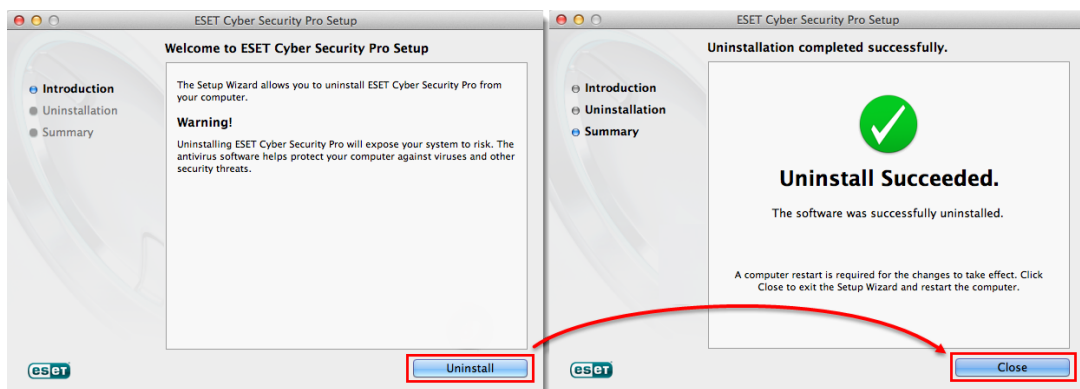 ESET Cyber Security Pro Setup
Welcome to ESET Cyber Security Pro Setup
Introduction
Uninstallation
Summary
The Setup Wizard allows you to uninstall ESET Cyber Security Pro from
your computer.
Warning!
Uninstalling ESET Cyber Security Pro will expose your system to risk. The
antivirus software helps protect your computer against viruses and other
security threats.
eseT
Uninstall
ESET Cyber Security Pro Setup
Uninstallation completed successfully.
Introduction
Uninstallation
Summary
Uninstall Succeeded.
The software was successfully uninstalled.
A computer restart is required for the changes to take effect. Click
Close to exit the Setup Wizard and restart the computer.
eseT
Close